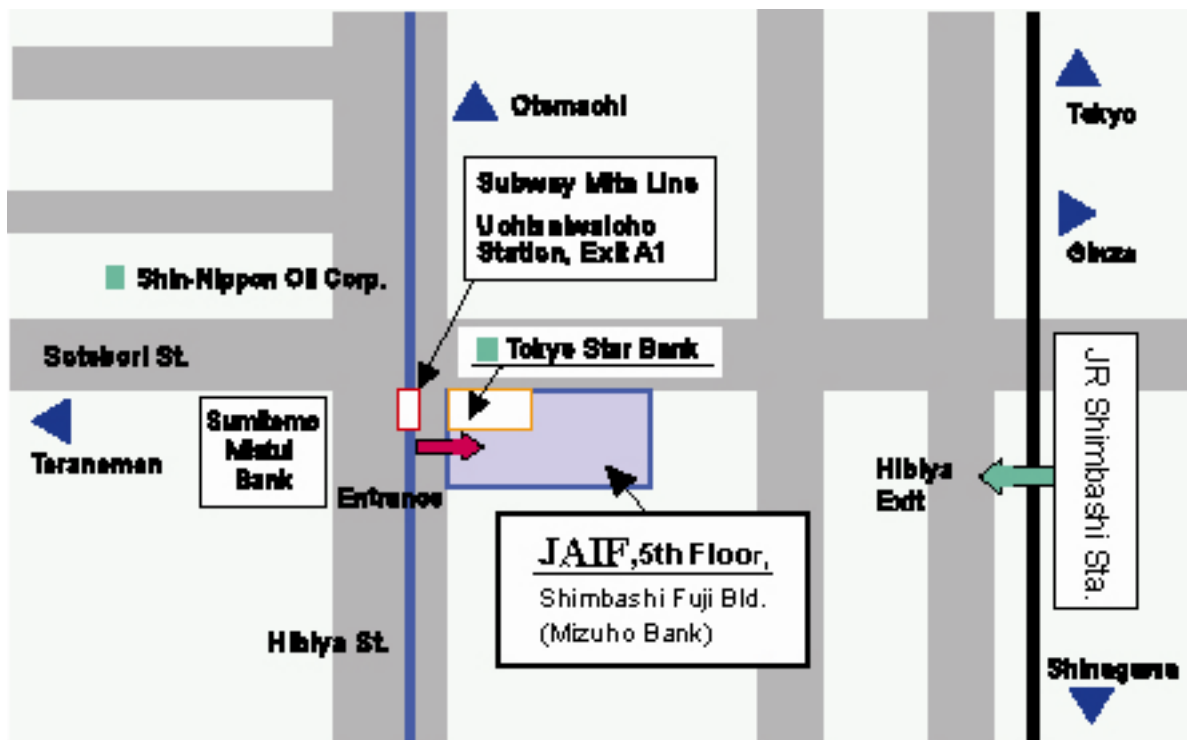 Otemachi
Tokyo
Subway Mita Line
Uchisaiwaicho
Station, Exit A1
Ginza
Shin-Nippon Oil Corp.
Sotobori St.
Tokyo Star Bank
JR Shimbashi Sta.
Toranomon
Sumitomo
Mistui
Bank
Entrance
Hibiya
Exit
JAIF,5th Floor,
Shimbashi Fuji Bld.
(Mizuho Bank)
Hibiya St.
Shinagawa